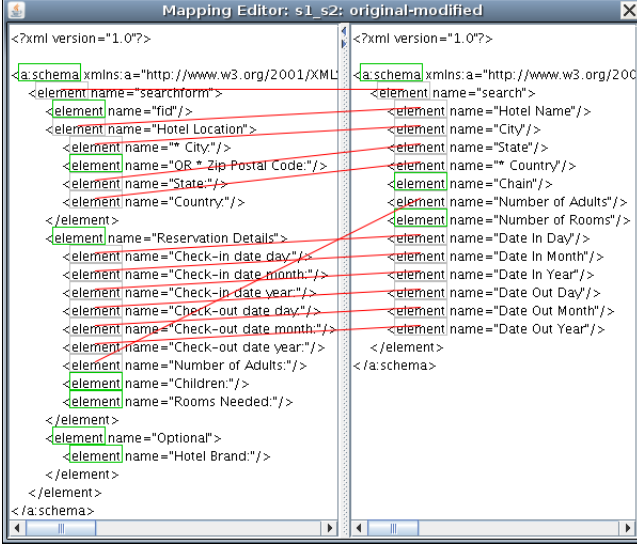 Mapping Editor: s1_s2: original-modified
<?xml version="1.0"?>
<a:schema xmlns:a="http://www.w3.org/2001/XML
<element name="searchform">
<element name="fid"/>
<element name="Hotel Location">
<element name="* City:"/>
<element name="OR * Zip Postal Code:"/>
<element name="State:"/>
<element name="Country:"/>
</element>
<element name="Reservation Details">
<element name="Check-in date day:"/>
<element name="Check-in date month:"/>
<element name="Check-in date year:"/>
<element name="Check-out date day:"/>
<element name="Check-out date month:"/>
<element name="Check-out date year:"/>
<element name="Number of Adults:"/>
<element name="Children:"/>
<element name="Rooms Needed:"/>
</element>
<element name="Optional">
<element name="Hotel Brand:"/>
</element>
</element>
</a:schema>
<?xml version="1.0"?>
<a:schema xmlns:a="http://www.w3.org/200
<element name="search">
<element name="Hotel Name"/>
<element name="City"/>
<element name="State"/>
<element name="* Country"/>
<element name="Chain"/>
<element name="Number of Adults"/>
<element name="Number of Rooms"/>
<element name="Date In Day"/>
<element name="Date In Month"/>
<element name="Date In Year"/>
<element name="Date Out Day"/>
<element name="Date Out Month"/>
<element name="Date Out Year"/>
</element>
</a:schema>